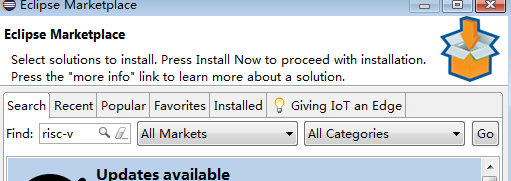 Eclipse Marketplace
Eclipse Marketplace
Select solutions to install. Press Install Now to proceed with installation.
Press the "more info" link to learn more about a solution.
Search Recent Popular Favorites Installed Giving IoT an Edge
Find: risc-v All Markets All Categories Go
Updates available